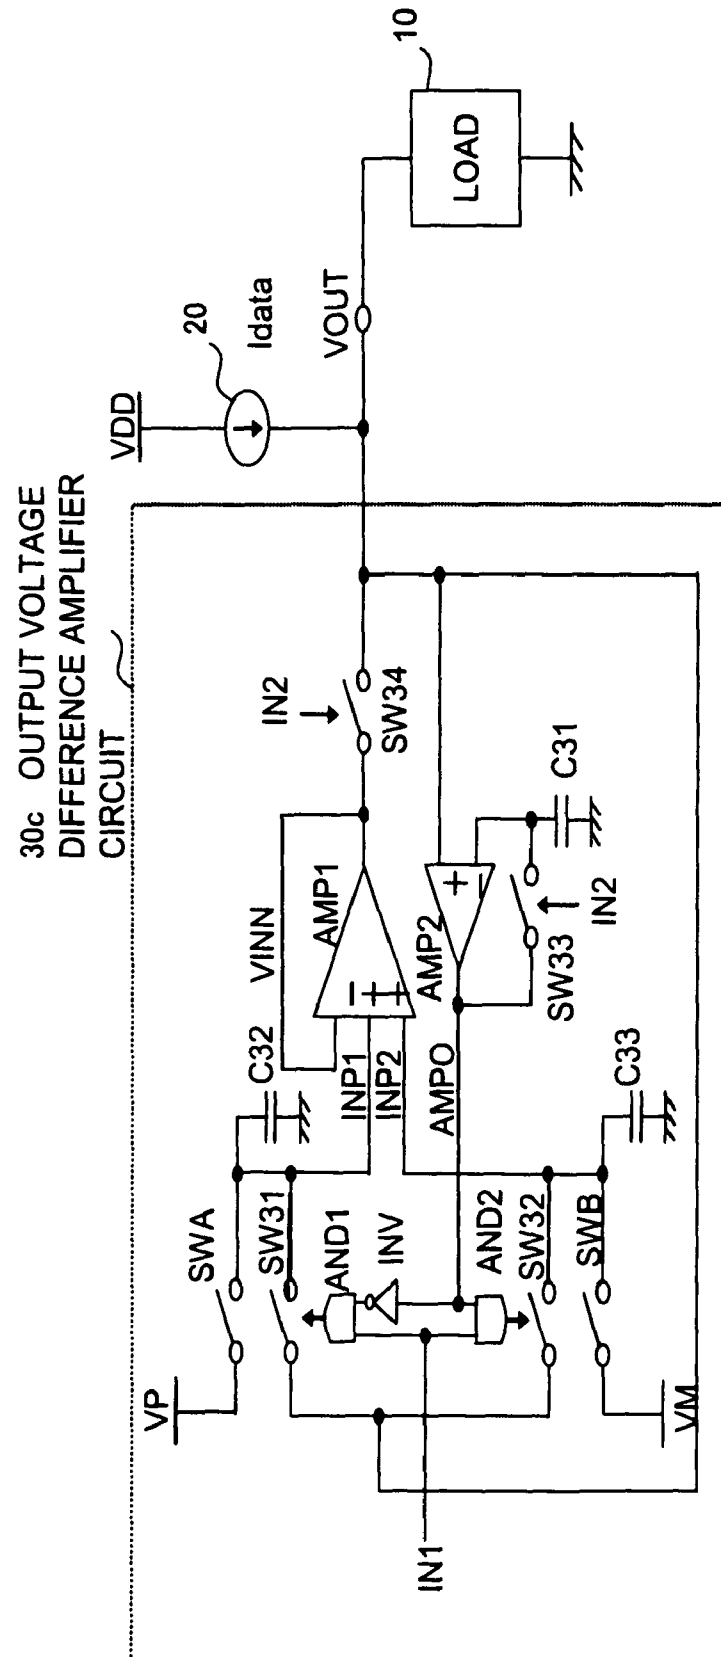 30c OUTPUT VOLTAGE
DIFFERENCE AMPLIFIER
CIRCUIT
VDD
20
Idata
VOUT
10
LOAD
IN2
SW34
VINN
AMP1
−
+
+
INP1
INP2
C32
SWA
VP
SW31
AND1
INV
AMPO
AMP2
+
−
C31
SW33
IN2
AND2
SW32
SWB
C33
VM
IN1